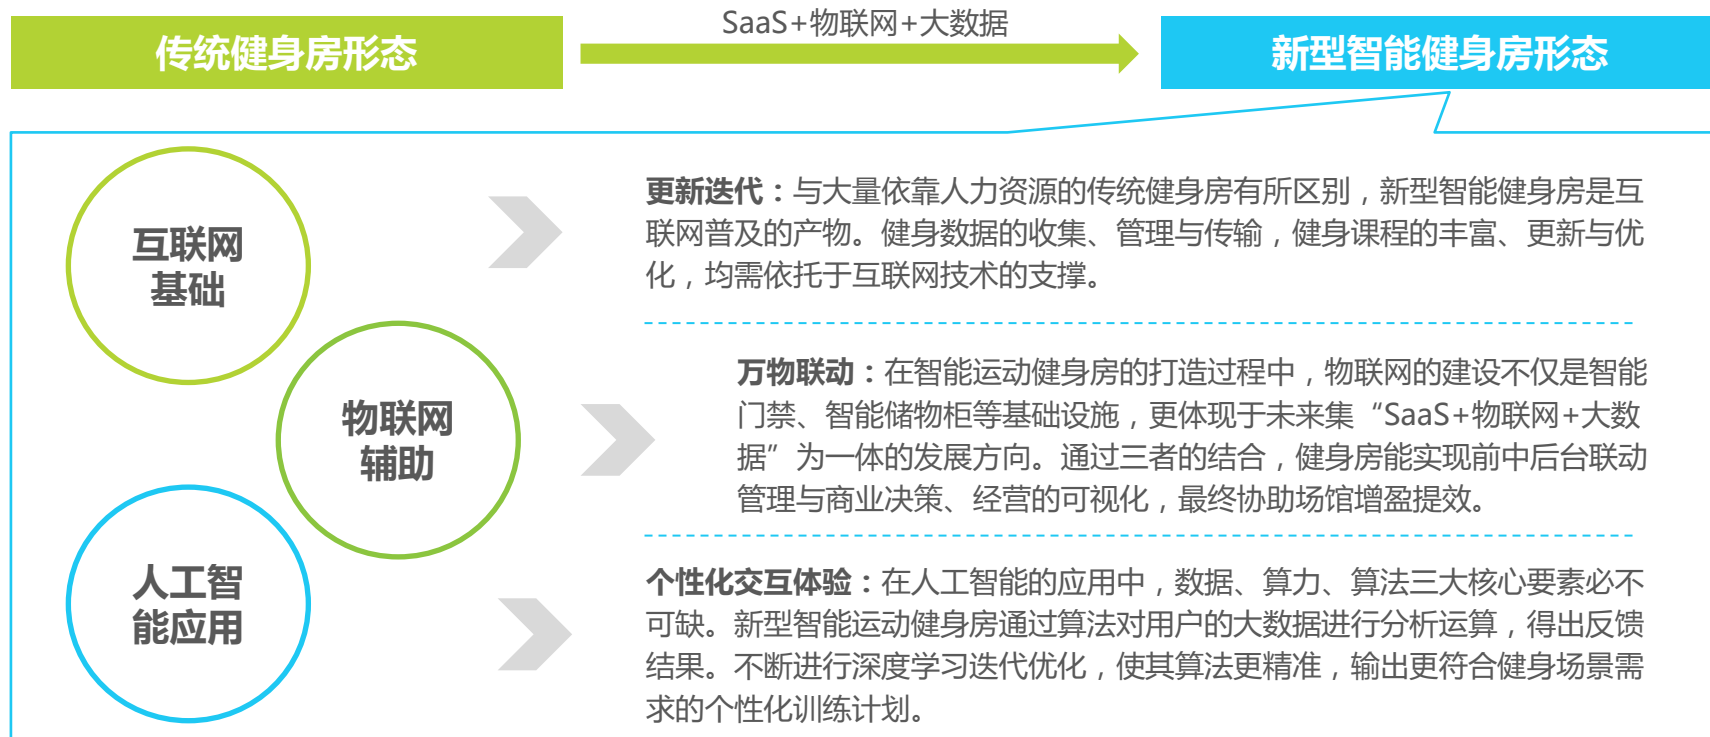 传统健身房形态
SaaS+物联网+大数据
新型智能健身房形态
互联网
基础
更新迭代：与大量依靠人力资源的传统健身房有所区别，新型智能健身房是互
联网普及的产物。健身数据的收集、管理与传输，健身课程的丰富、更新与优
化，均需依托于互联网技术的支撑。
物联网
辅助
万物联动：在智能运动健身房的打造过程中，物联网的建设不仅是智能
门禁、智能储物柜等基础设施，更体现于未来集“SaaS+物联网+大数
据”为一体的发展方向。通过三者的结合，健身房能实现前中后台联动
管理与商业决策、经营的可视化，最终协助场馆增盈提效。
人工智
能应用
个性化交互体验：在人工智能的应用中，数据、算力、算法三大核心要素必不
可缺。新型智能运动健身房通过算法对用户的大数据进行分析运算，得出反馈
结果。不断进行深度学习迭代优化，使其算法更精准，输出更符合健身场景需
求的个性化训练计划。